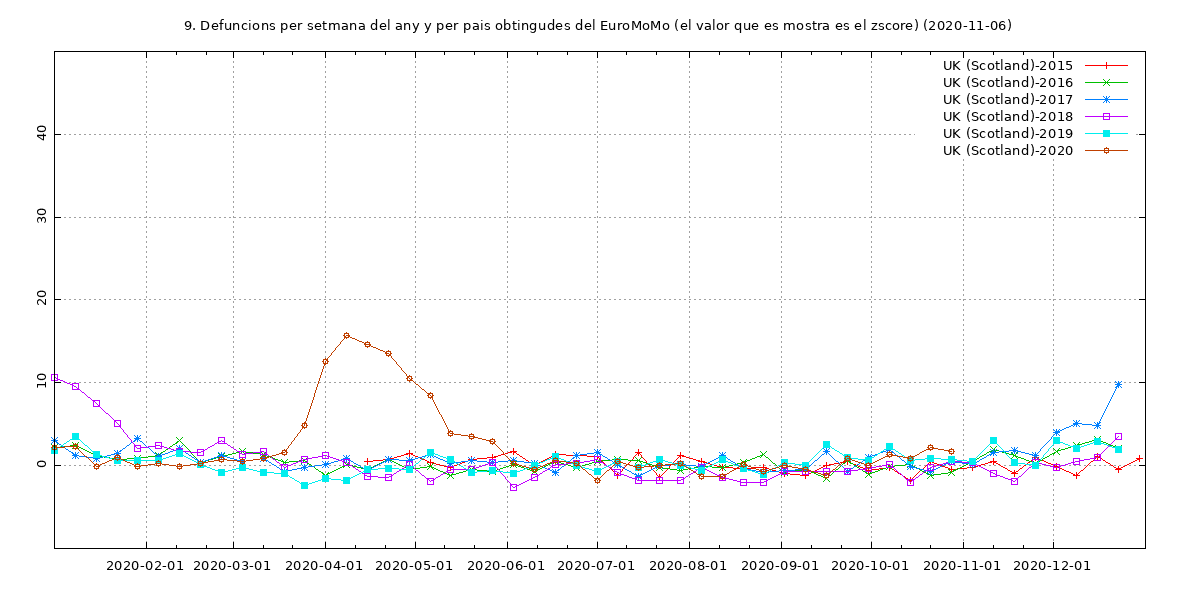 9. Defuncions per setmana del any y per pais obtingudes del EuroMoMo (el valor que es mostra es el zscore) (2020-11-06)
UK (Scotland)-2015
UK (Scotland)-2016
UK (Scotland)-2017
UK (Scotland)-2018
UK (Scotland)-2019
UK (Scotland)-2020
40
30
20
10
0
2020-02-01 2020-03-01 2020-04-01 2020-05-01 2020-06-01 2020-07-01 2020-08-01 2020-09-01 2020-10-01 2020-11-01 2020-12-01